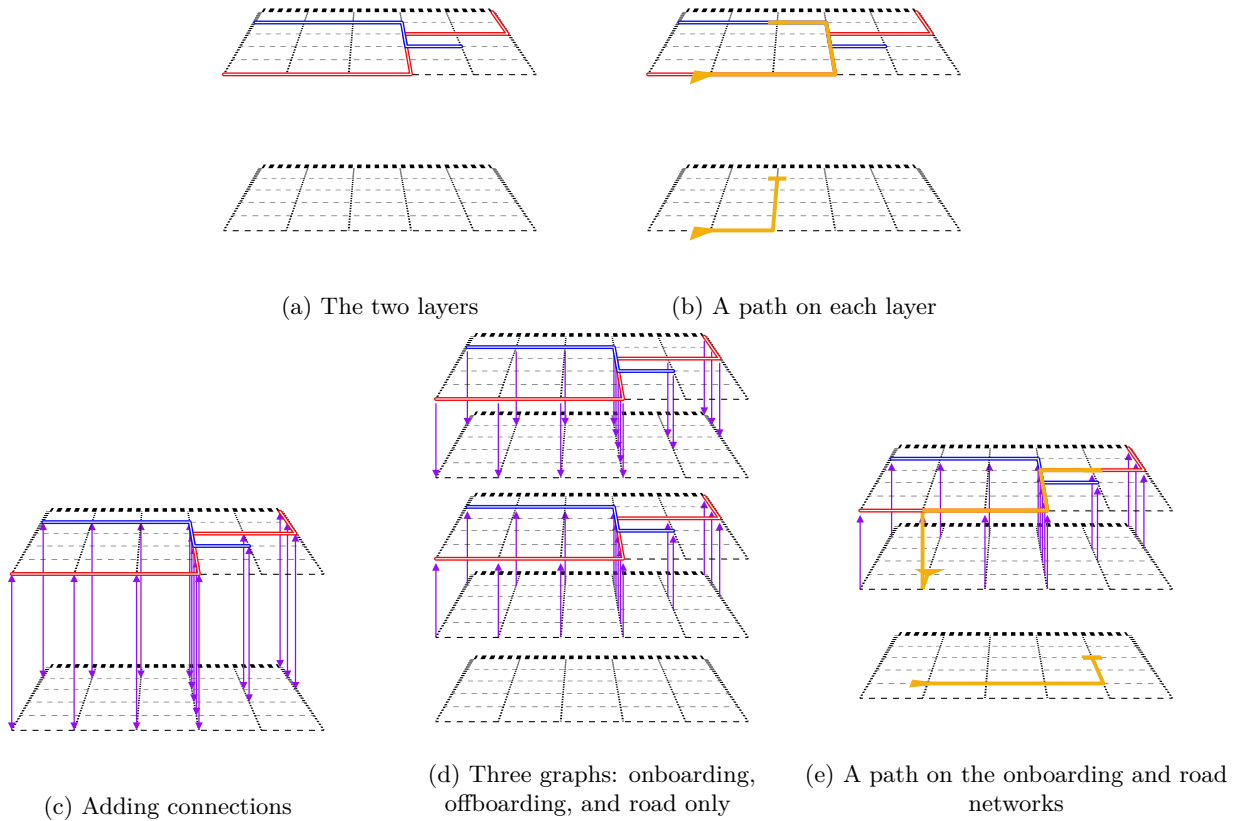 (a) The two layers
(b) A path on each layer
(c) Adding connections
(d) Three graphs: onboarding,
offboarding, and road only
(e) A path on the onboarding and road
networks